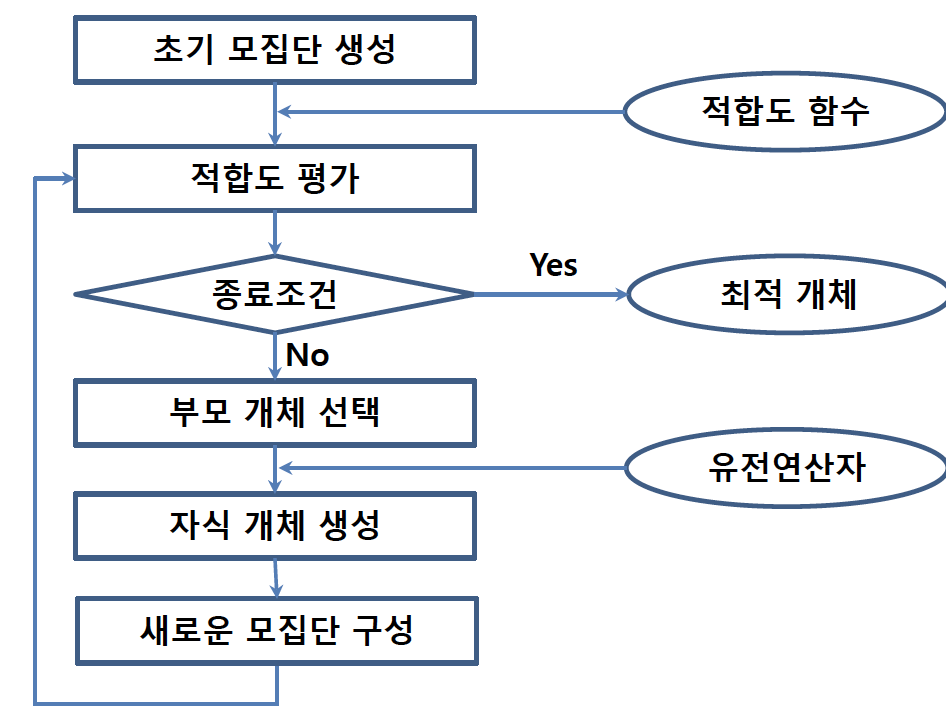 초기 모집단 생성
적합도 함수
적합도 평가
Yes
종료조건
최적 개체
No
부모 개체 선택
유전연산자
자식 개체 생성
새로운 모집단 구성